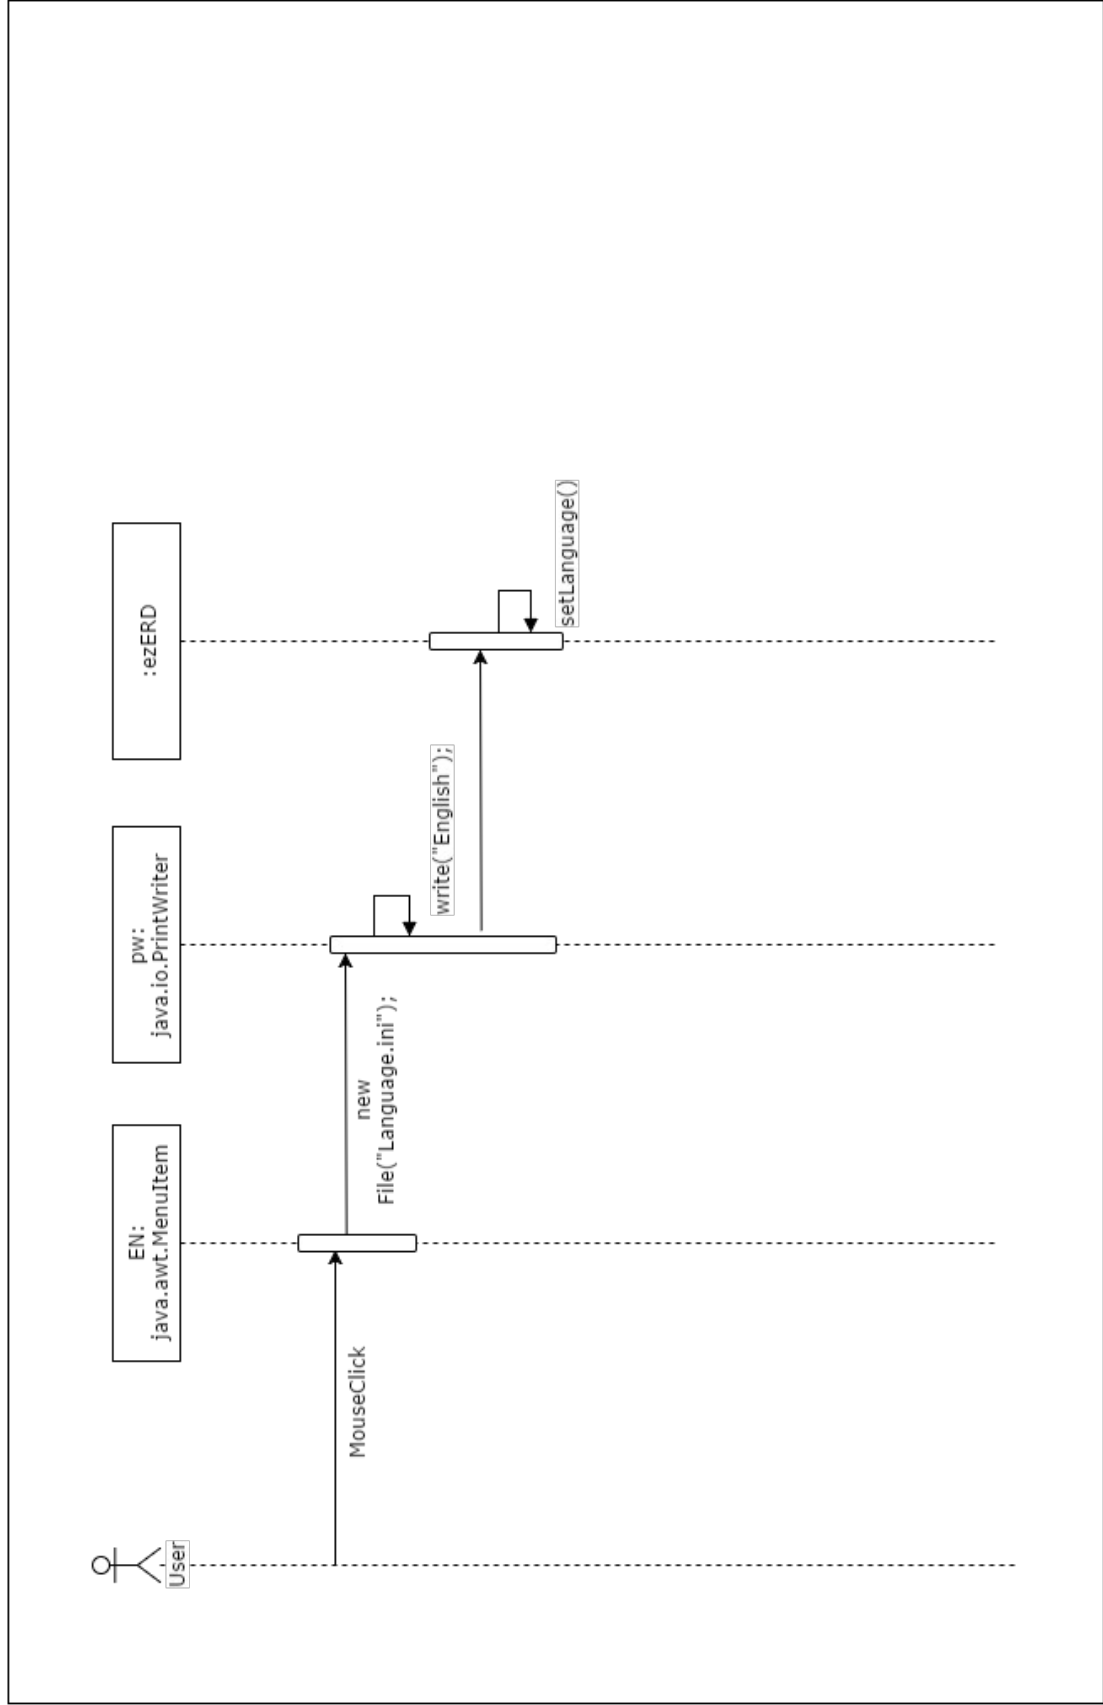 User
EN:
java.awt.MenuItem
pw:
java.io.PrintWriter
:ezERD
MouseClick
new
File("Language.ini");
write("English");
setLanguage()